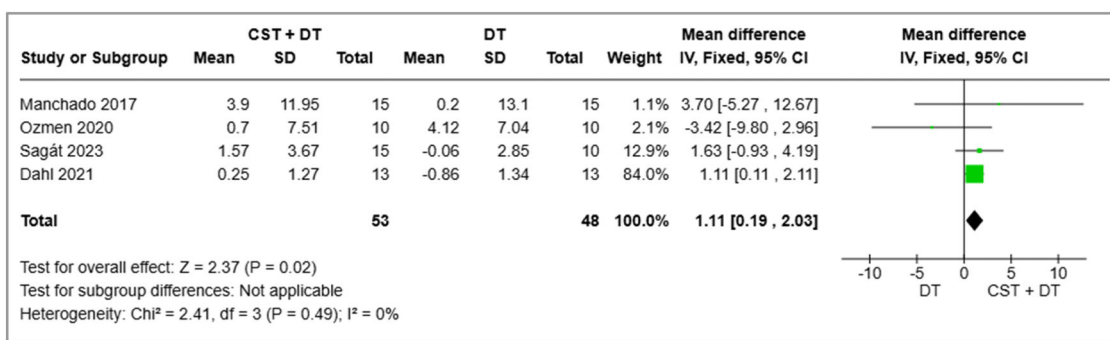 CST + DT DT Mean difference Mean difference
Study or Subgroup Mean SD Total Mean SD Total Weight IV, Fixed, 95% CI IV, Fixed, 95% CI
Manchado 2017 3.9 11.95 15 0.2 13.1 15 1.1% 3.70 [-5.27 , 12.67]
Ozmen 2020 0.7 7.51 10 4.12 7.04 10 2.1% -3.42 [-9.80 , 2.96]
Sagát 2023 1.57 3.67 15 -0.06 2.85 10 12.9% 1.63 [-0.93 , 4.19]
Dahl 2021 0.25 1.27 13 -0.86 1.34 13 84.0% 1.11 [0.11 , 2.11]
Total 53 48 100.0% 1.11 [0.19 , 2.03]
Test for overall effect: Z = 2.37 (P = 0.02)
Test for subgroup differences: Not applicable
Heterogeneity: Chi² = 2.41, df = 3 (P = 0.49); I² = 0%
-10 -5 0 5 10
DT CST + DT